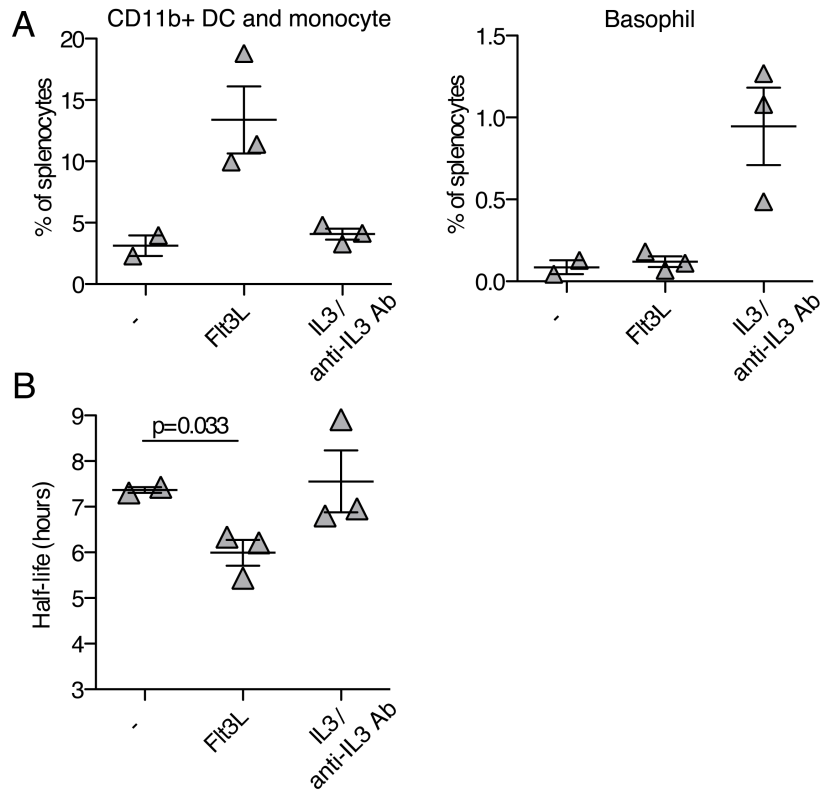 A
CD11b+ DC and monocyte
% of splenocytes
20
15
10
5
0
-
Flt3L
IL3/
anti-IL3 Ab
Basophil
% of splenocytes
1.5
1.0
0.5
0.0
-
Flt3L
IL3/
anti-IL3 Ab
B
Half-life (hours)
9
8
7
6
5
4
3
p=0.033
-
Flt3L
IL3/
anti-IL3 Ab